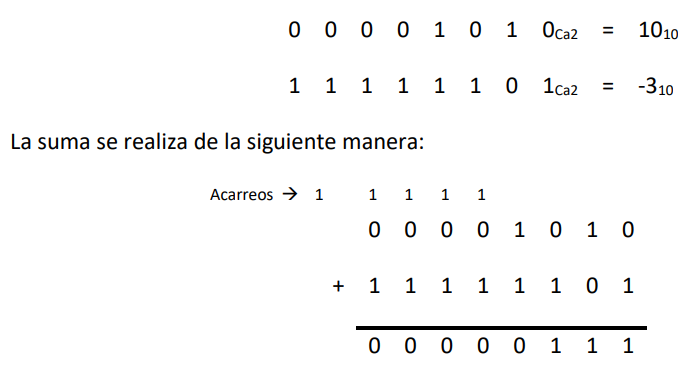 0 0 0 0 1 0 1 0Ca2 = 1010
1 1 1 1 1 1 0 1Ca2 = -310
La suma se realiza de la siguiente manera:
Acarreos → 1 1 1 1 1
0 0 0 0 1 0 1 0
+ 1 1 1 1 1 1 0 1
0 0 0 0 0 1 1 1